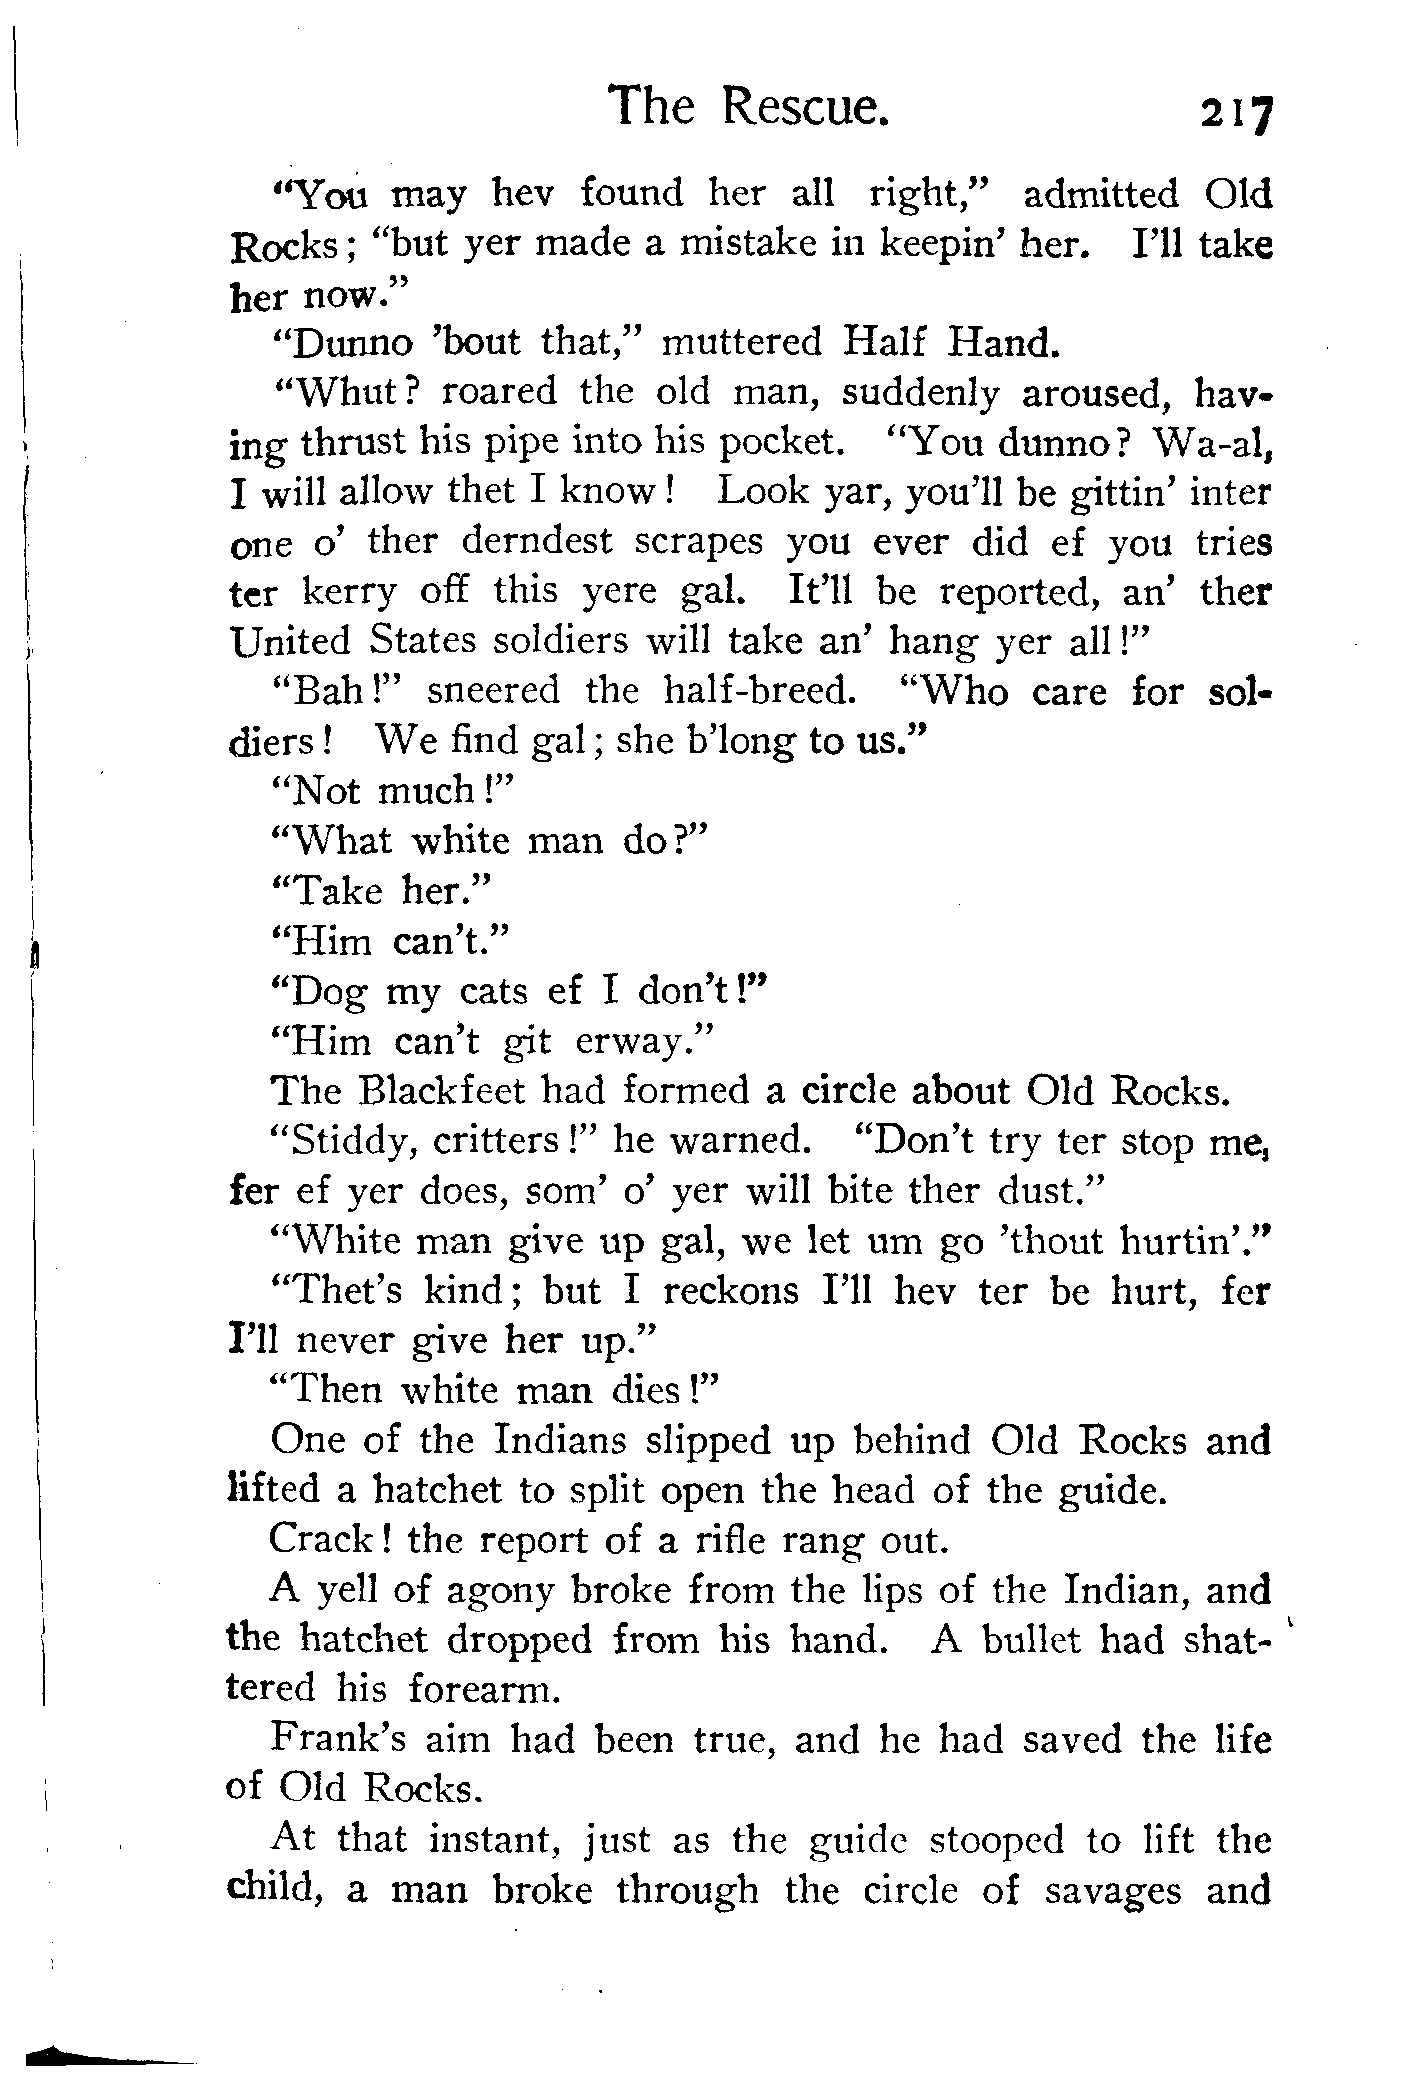 The Rescue. 217
“You may hev found her all right,” admitted Old
Rocks; “but yer made a mistake in keepin’ her. I’ll take
her now.”
“Dunno ’bout that,” muttered Half Hand.
“Whut? roared the old man, suddenly aroused, hav-
ing thrust his pipe into his pocket. “You dunno? Wa-al,
I will allow thet I know! Look yar, you’ll be gittin’ inter
one o’ ther derndest scrapes you ever did ef you tries
ter kerry off this yere gal. It’ll be reported, an’ ther
United States soldiers will take an’ hang yer all!”
“Bah!” sneered the half-breed. “Who care for sol-
diers! We find gal; she b’long to us.”
“Not much!”
“What white man do?”
“Take her.”
“Him can’t.”
“Dog my cats ef I don’t!”
“Him can’t git erway.”
The Blackfeet had formed a circle about Old Rocks.
“Stiddy, critters!” he warned. “Don’t try ter stop me,
fer ef yer does, som’ o’ yer will bite ther dust.”
“White man give up gal, we let um go ’thout hurtin’.”
“Thet’s kind; but I reckons I’ll hev ter be hurt, fer
I’ll never give her up.”
“Then white man dies!”
One of the Indians slipped up behind Old Rocks and
lifted a hatchet to split open the head of the guide.
Crack! the report of a rifle rang out.
A yell of agony broke from the lips of the Indian, and
the hatchet dropped from his hand. A bullet had shat-
tered his forearm.
Frank’s aim had been true, and he had saved the life
of Old Rocks.
At that instant, just as the guide stooped to lift the
child, a man broke through the circle of savages and